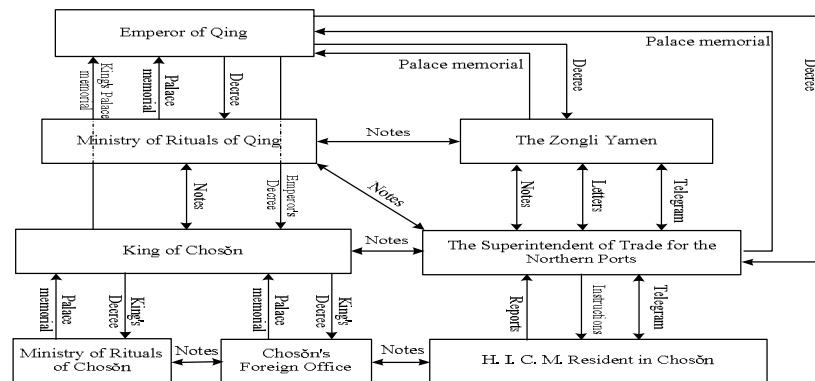 Emperor of Qing
Palace memorial
Palace memorial
King's Palace
memorial
Palace
memorial
Decree
Decree
Decree
Ministry of Rituals of Qing
Notes
The Zongli Yamen
Notes
Emperor's
Decree
Notes
Notes
Letters
Telegram
King of Chosŏn
Notes
The Superintendent of Trade for the
Northern Ports
Palace
memorial
King's
Decree
Palace
memorial
King's
Decree
Reports
Instructions
Telegram
Ministry of Rituals
of Chosŏn
Notes
Chosŏn's
Foreign Office
Notes
H. I. C. M. Resident in Chosŏn